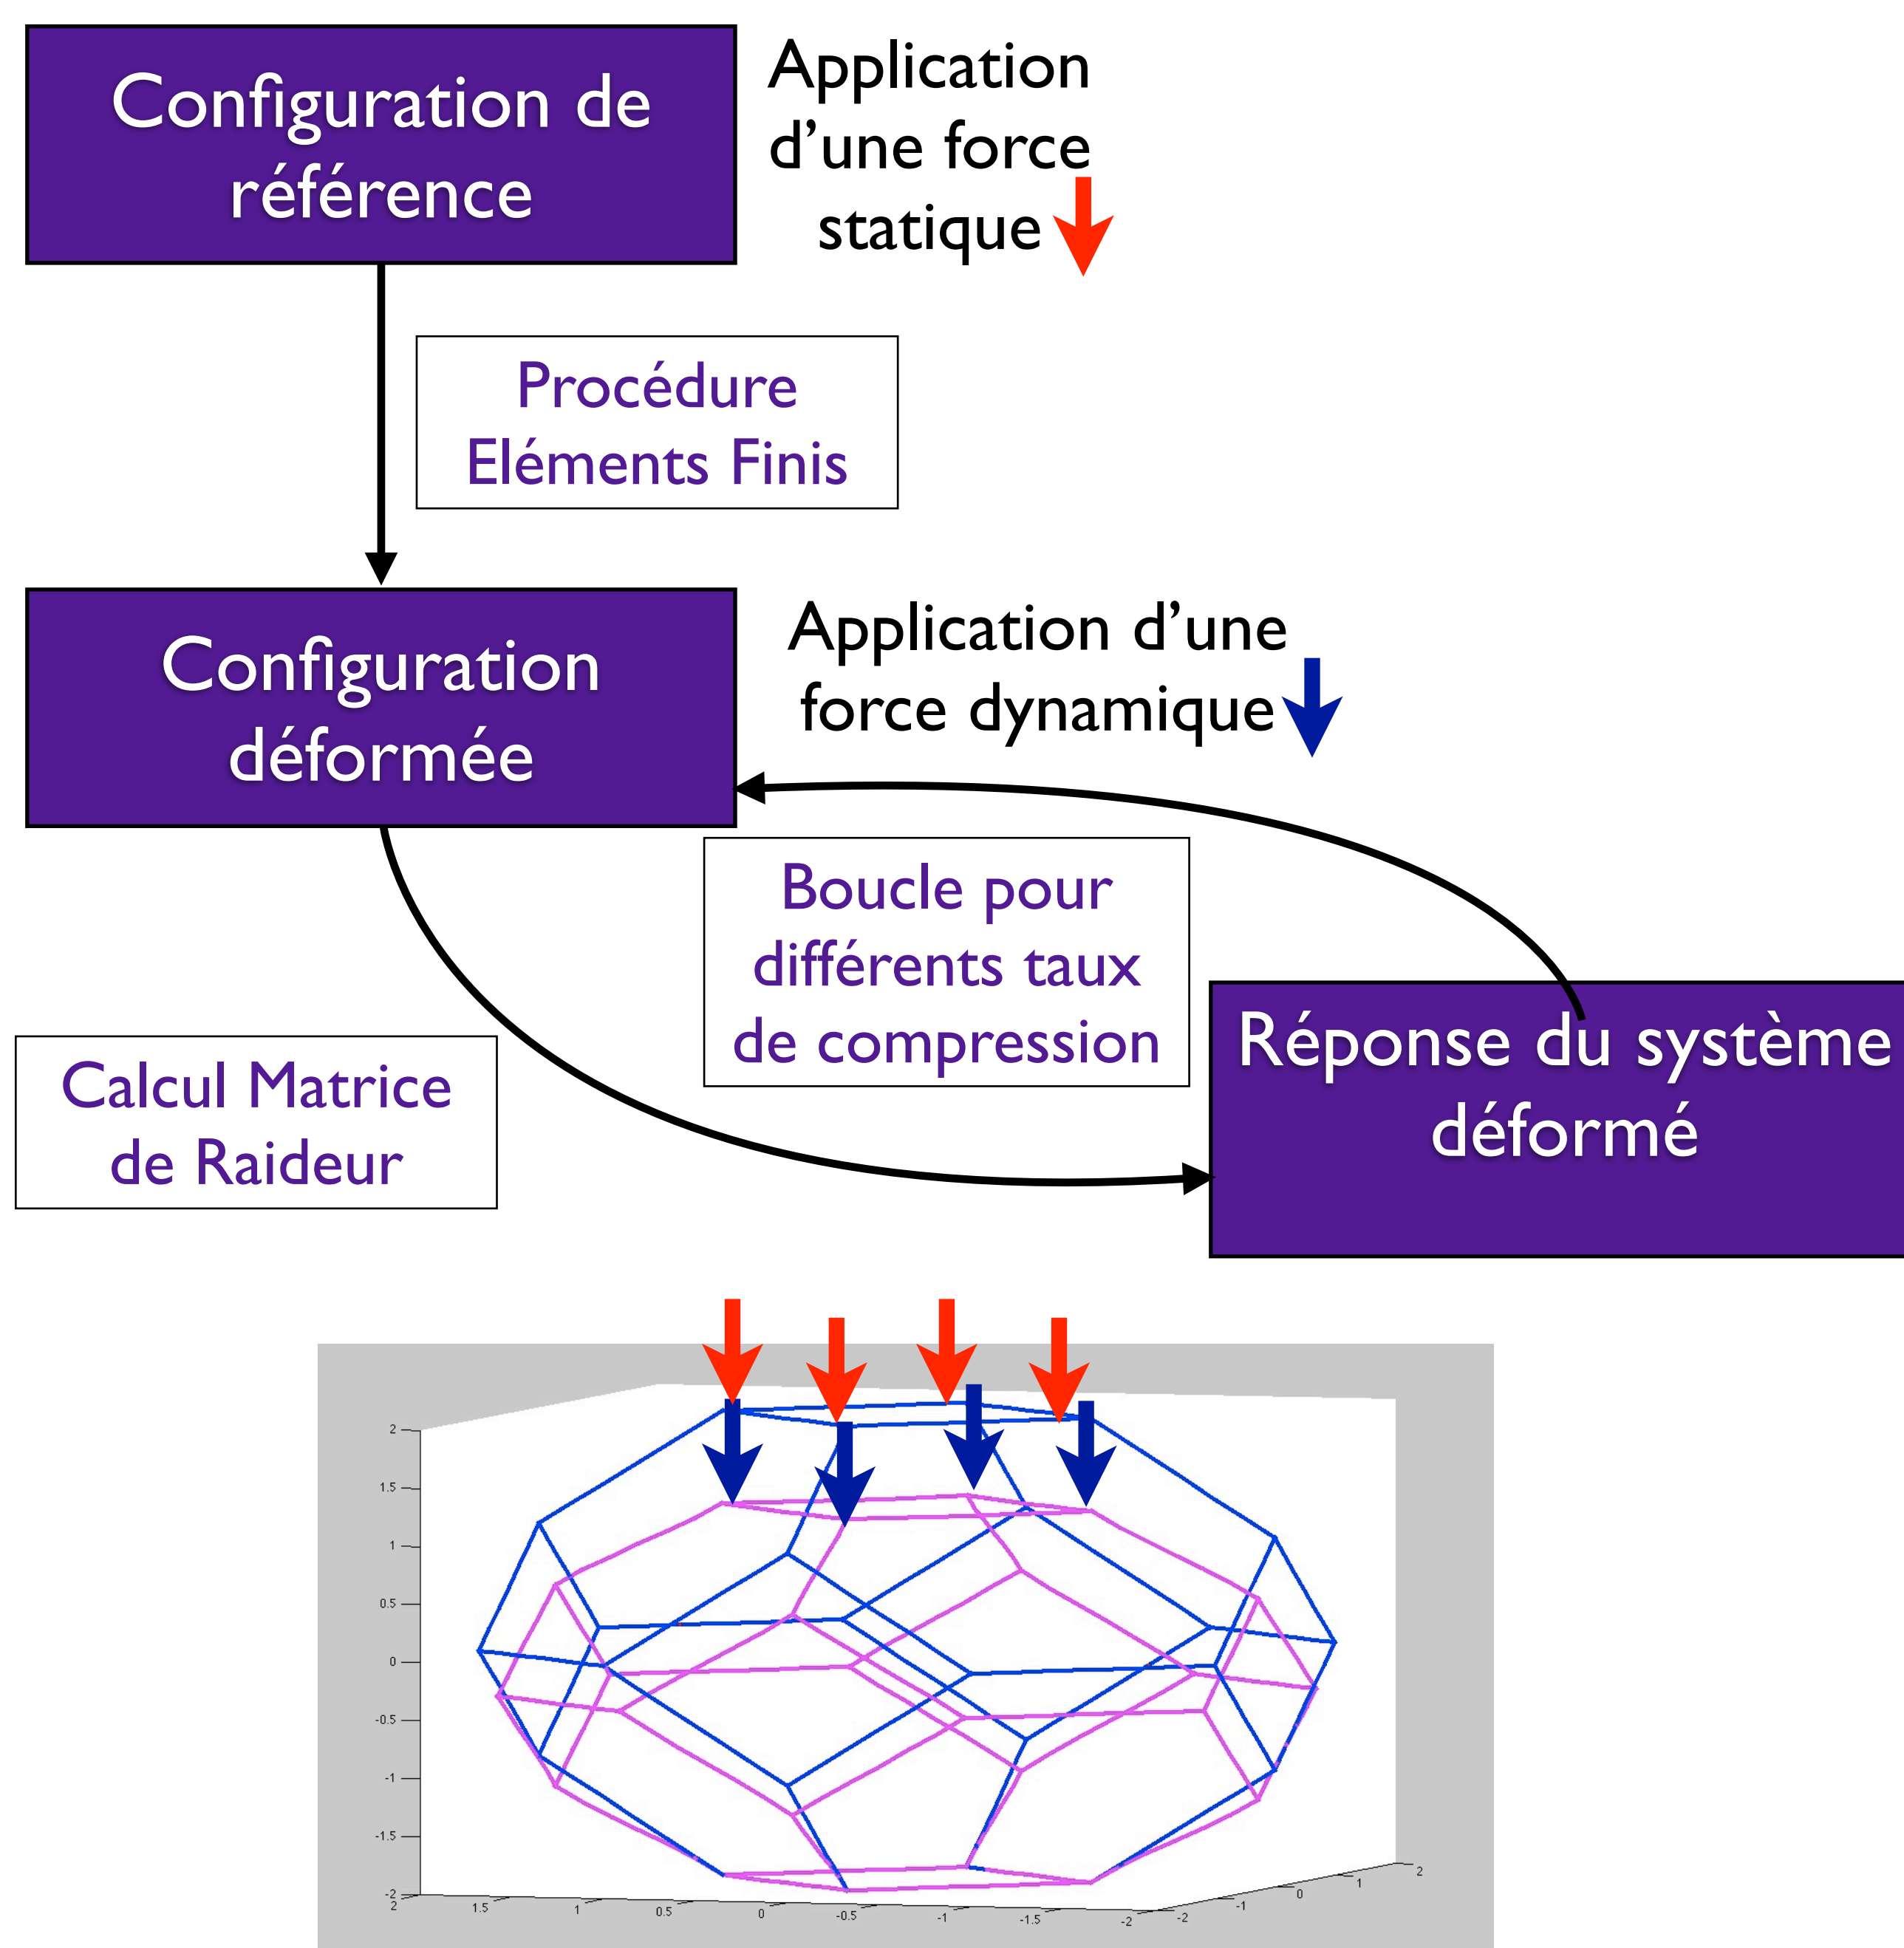 Configuration de
référence
Application
d’une force
statique
Procédure
Eléments Finis
Configuration
déformée
Application d’une
force dynamique
Boucle pour
différents taux
de compression
Calcul Matrice
de Raideur
Réponse du système
déformé
2
1.5
1
0.5
0
-0.5
-1
-1.5
-2
2
1.5
1
0.5
0
-0.5
-1
-1.5
-2
-2
-1
0
1
2